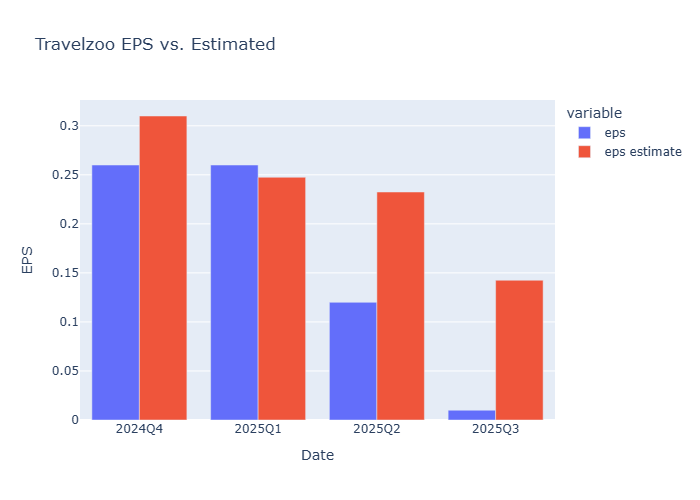 Travelzoo EPS vs. Estimated
variable
eps
eps estimate
EPS
0.3
0.25
0.2
0.15
0.1
0.05
0
2024Q4
2025Q1
2025Q2
2025Q3
Date